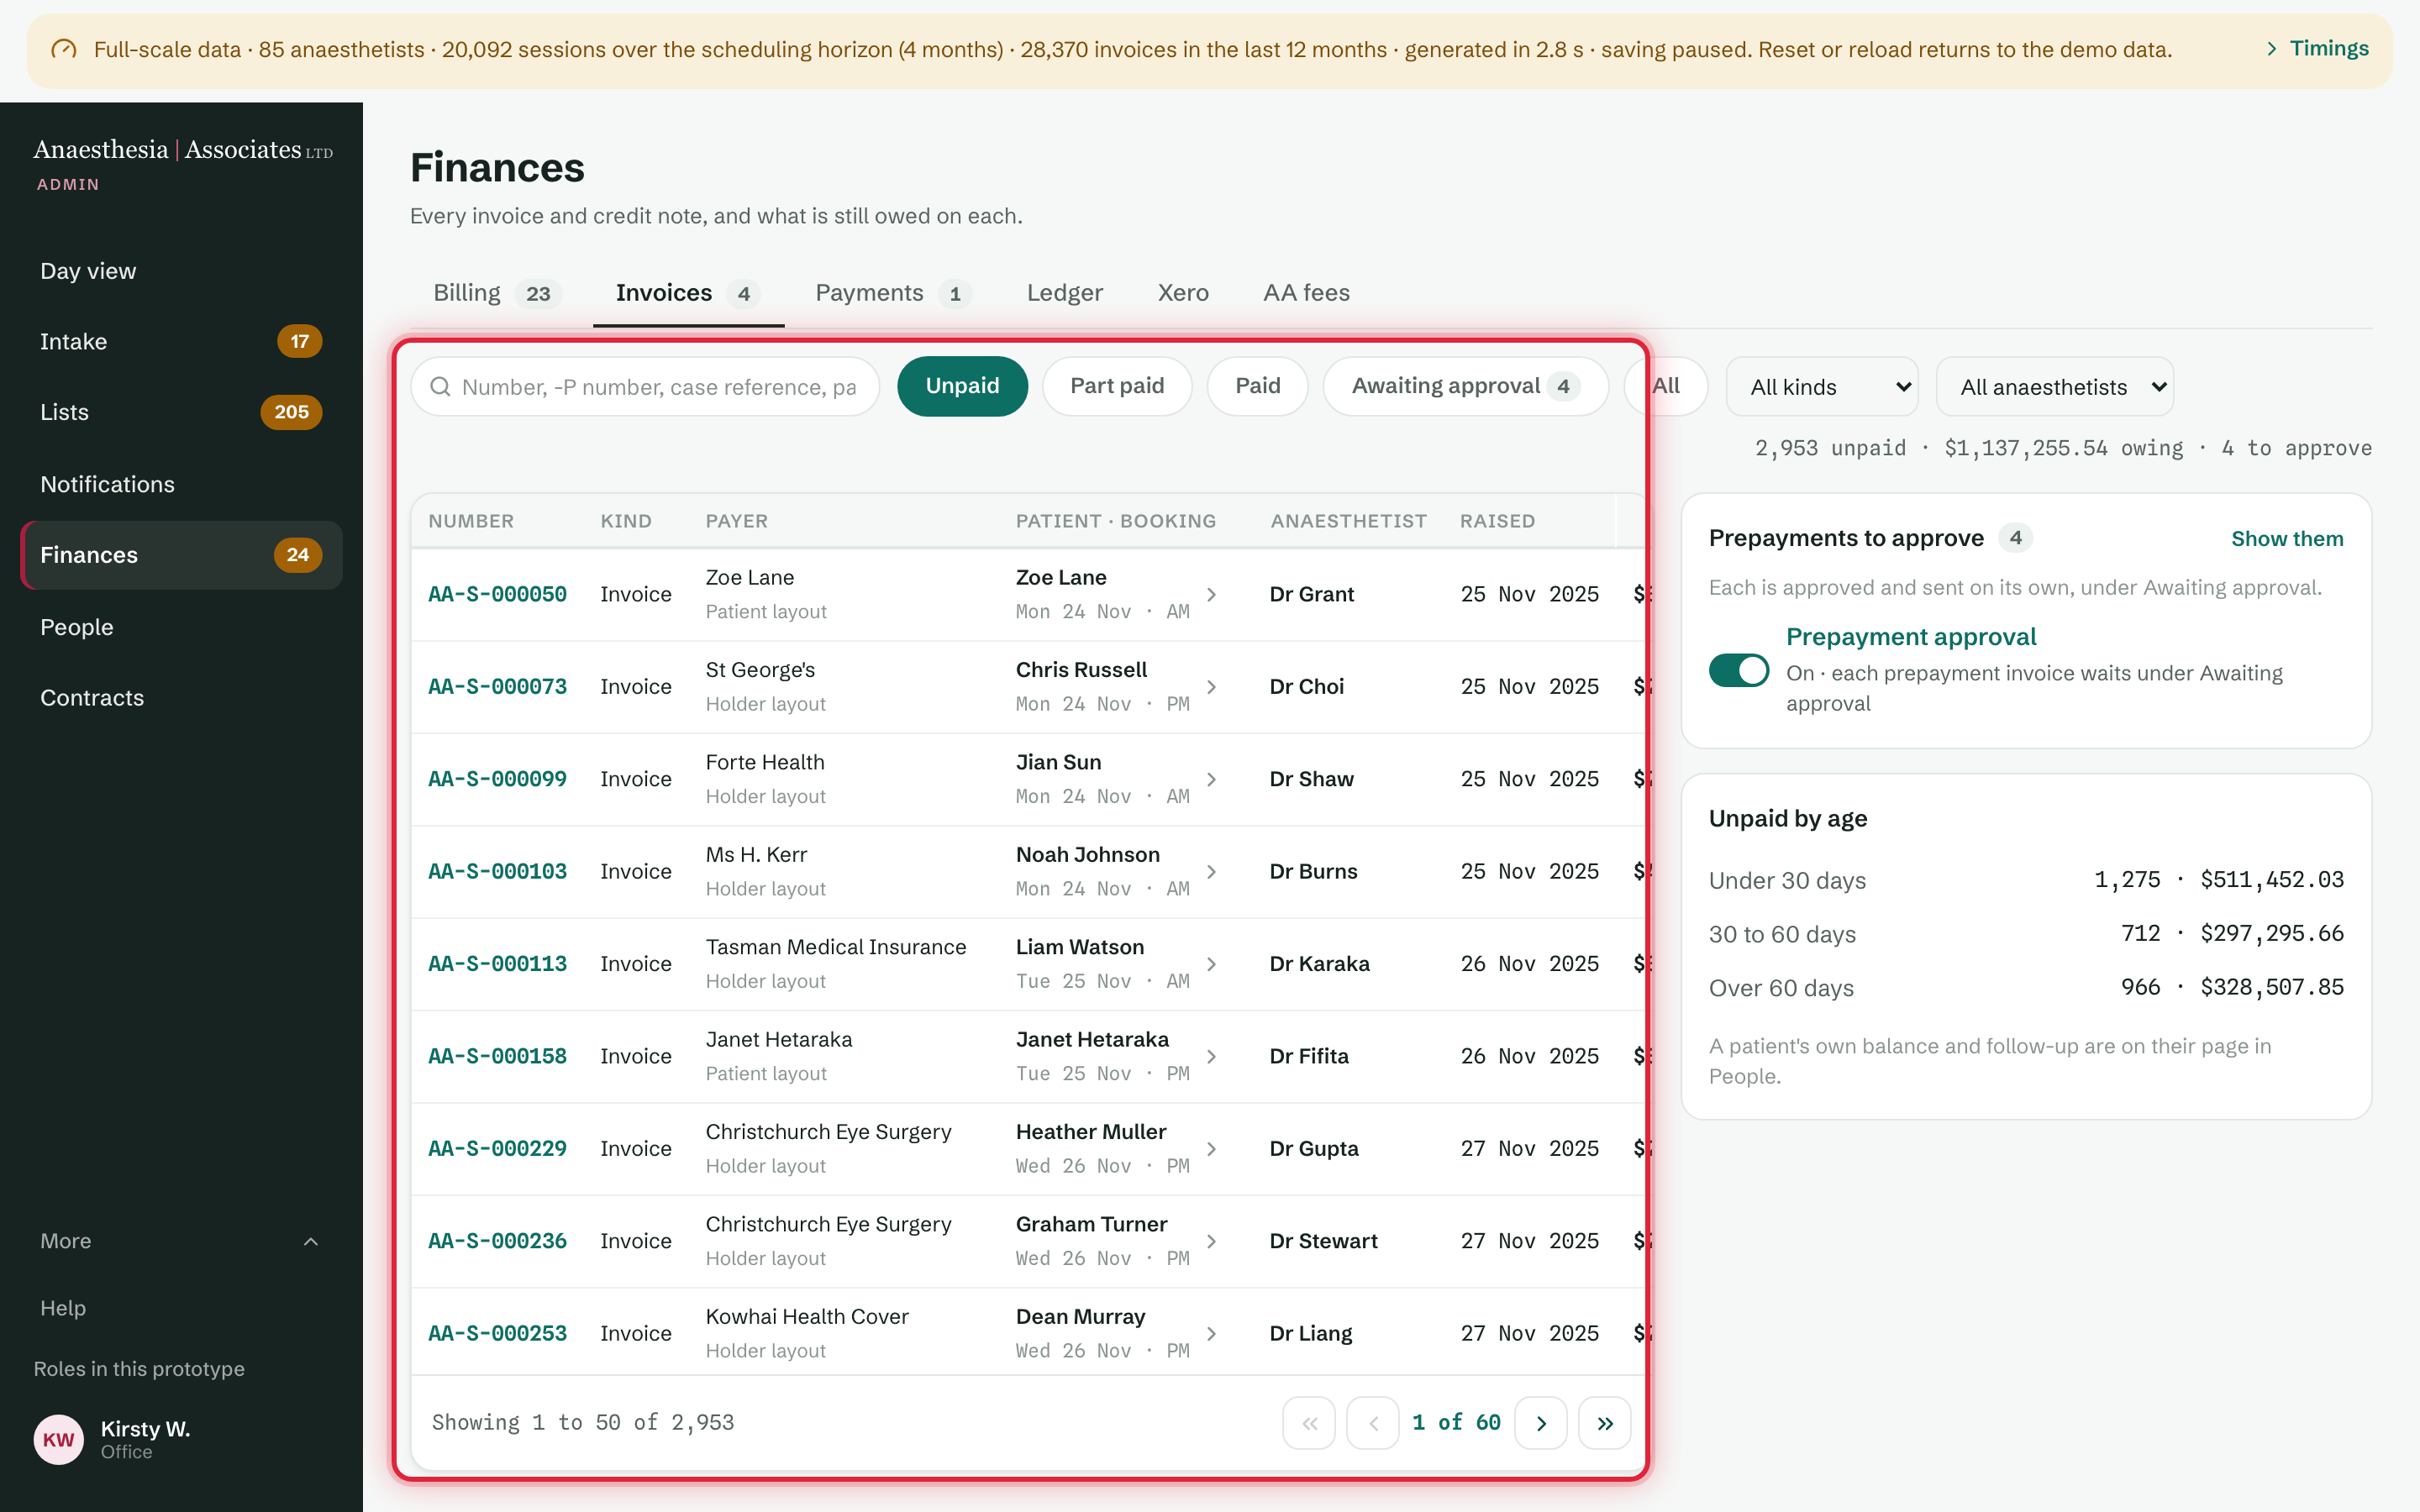 Full-scale data · 85 anaesthetists · 20,092 sessions over the scheduling horizon (4 months) · 28,370 invoices in the last 12 months · generated in 2.8 s · saving paused. Reset or reload returns to the demo data.
Timings
Anaesthesia | Associates LTD
ADMIN
Day view
Intake 17
Lists 205
Notifications
Finances 24
People
Contracts
More
Help
Roles in this prototype
KW
Kirsty W.
Office
Finances
Every invoice and credit note, and what is still owed on each.
Billing 23 Invoices 4 Payments 1 Ledger Xero AA fees
Number, -P number, case reference, pa Unpaid Part paid Paid Awaiting approval 4 All All kinds All anaesthetists
2,953 unpaid · $1,137,255.54 owing · 4 to approve
NUMBER KIND PAYER PATIENT · BOOKING ANAESTHETIST RAISED
AA-S-000050 Invoice Zoe Lane Zoe Lane Dr Grant 25 Nov 2025 $
Patient layout Mon 24 Nov · AM
AA-S-000073 Invoice St George's Chris Russell Dr Choi 25 Nov 2025 $
Holder layout Mon 24 Nov · PM
AA-S-000099 Invoice Forte Health Jian Sun Dr Shaw 25 Nov 2025 $
Holder layout Mon 24 Nov · AM
AA-S-000103 Invoice Ms H. Kerr Noah Johnson Dr Burns 25 Nov 2025 $
Holder layout Mon 24 Nov · AM
AA-S-000113 Invoice Tasman Medical Insurance Liam Watson Dr Karaka 26 Nov 2025 $
Holder layout Tue 25 Nov · AM
AA-S-000158 Invoice Janet Hetaraka Janet Hetaraka Dr Fifita 26 Nov 2025 $
Patient layout Tue 25 Nov · PM
AA-S-000229 Invoice Christchurch Eye Surgery Heather Muller Dr Gupta 27 Nov 2025 $
Holder layout Wed 26 Nov · PM
AA-S-000236 Invoice Christchurch Eye Surgery Graham Turner Dr Stewart 27 Nov 2025 $
Holder layout Wed 26 Nov · PM
AA-S-000253 Invoice Kowhai Health Cover Dean Murray Dr Liang 27 Nov 2025 $
Holder layout Wed 26 Nov · PM
Showing 1 to 50 of 2,953
1 of 60
Prepayments to approve 4 Show them
Each is approved and sent on its own, under Awaiting approval.
Prepayment approval
On · each prepayment invoice waits under Awaiting
approval
Unpaid by age
Under 30 days 1,275 · $511,452.03
30 to 60 days 712 · $297,295.66
Over 60 days 966 · $328,507.85
A patient's own balance and follow-up are on their page in
People.